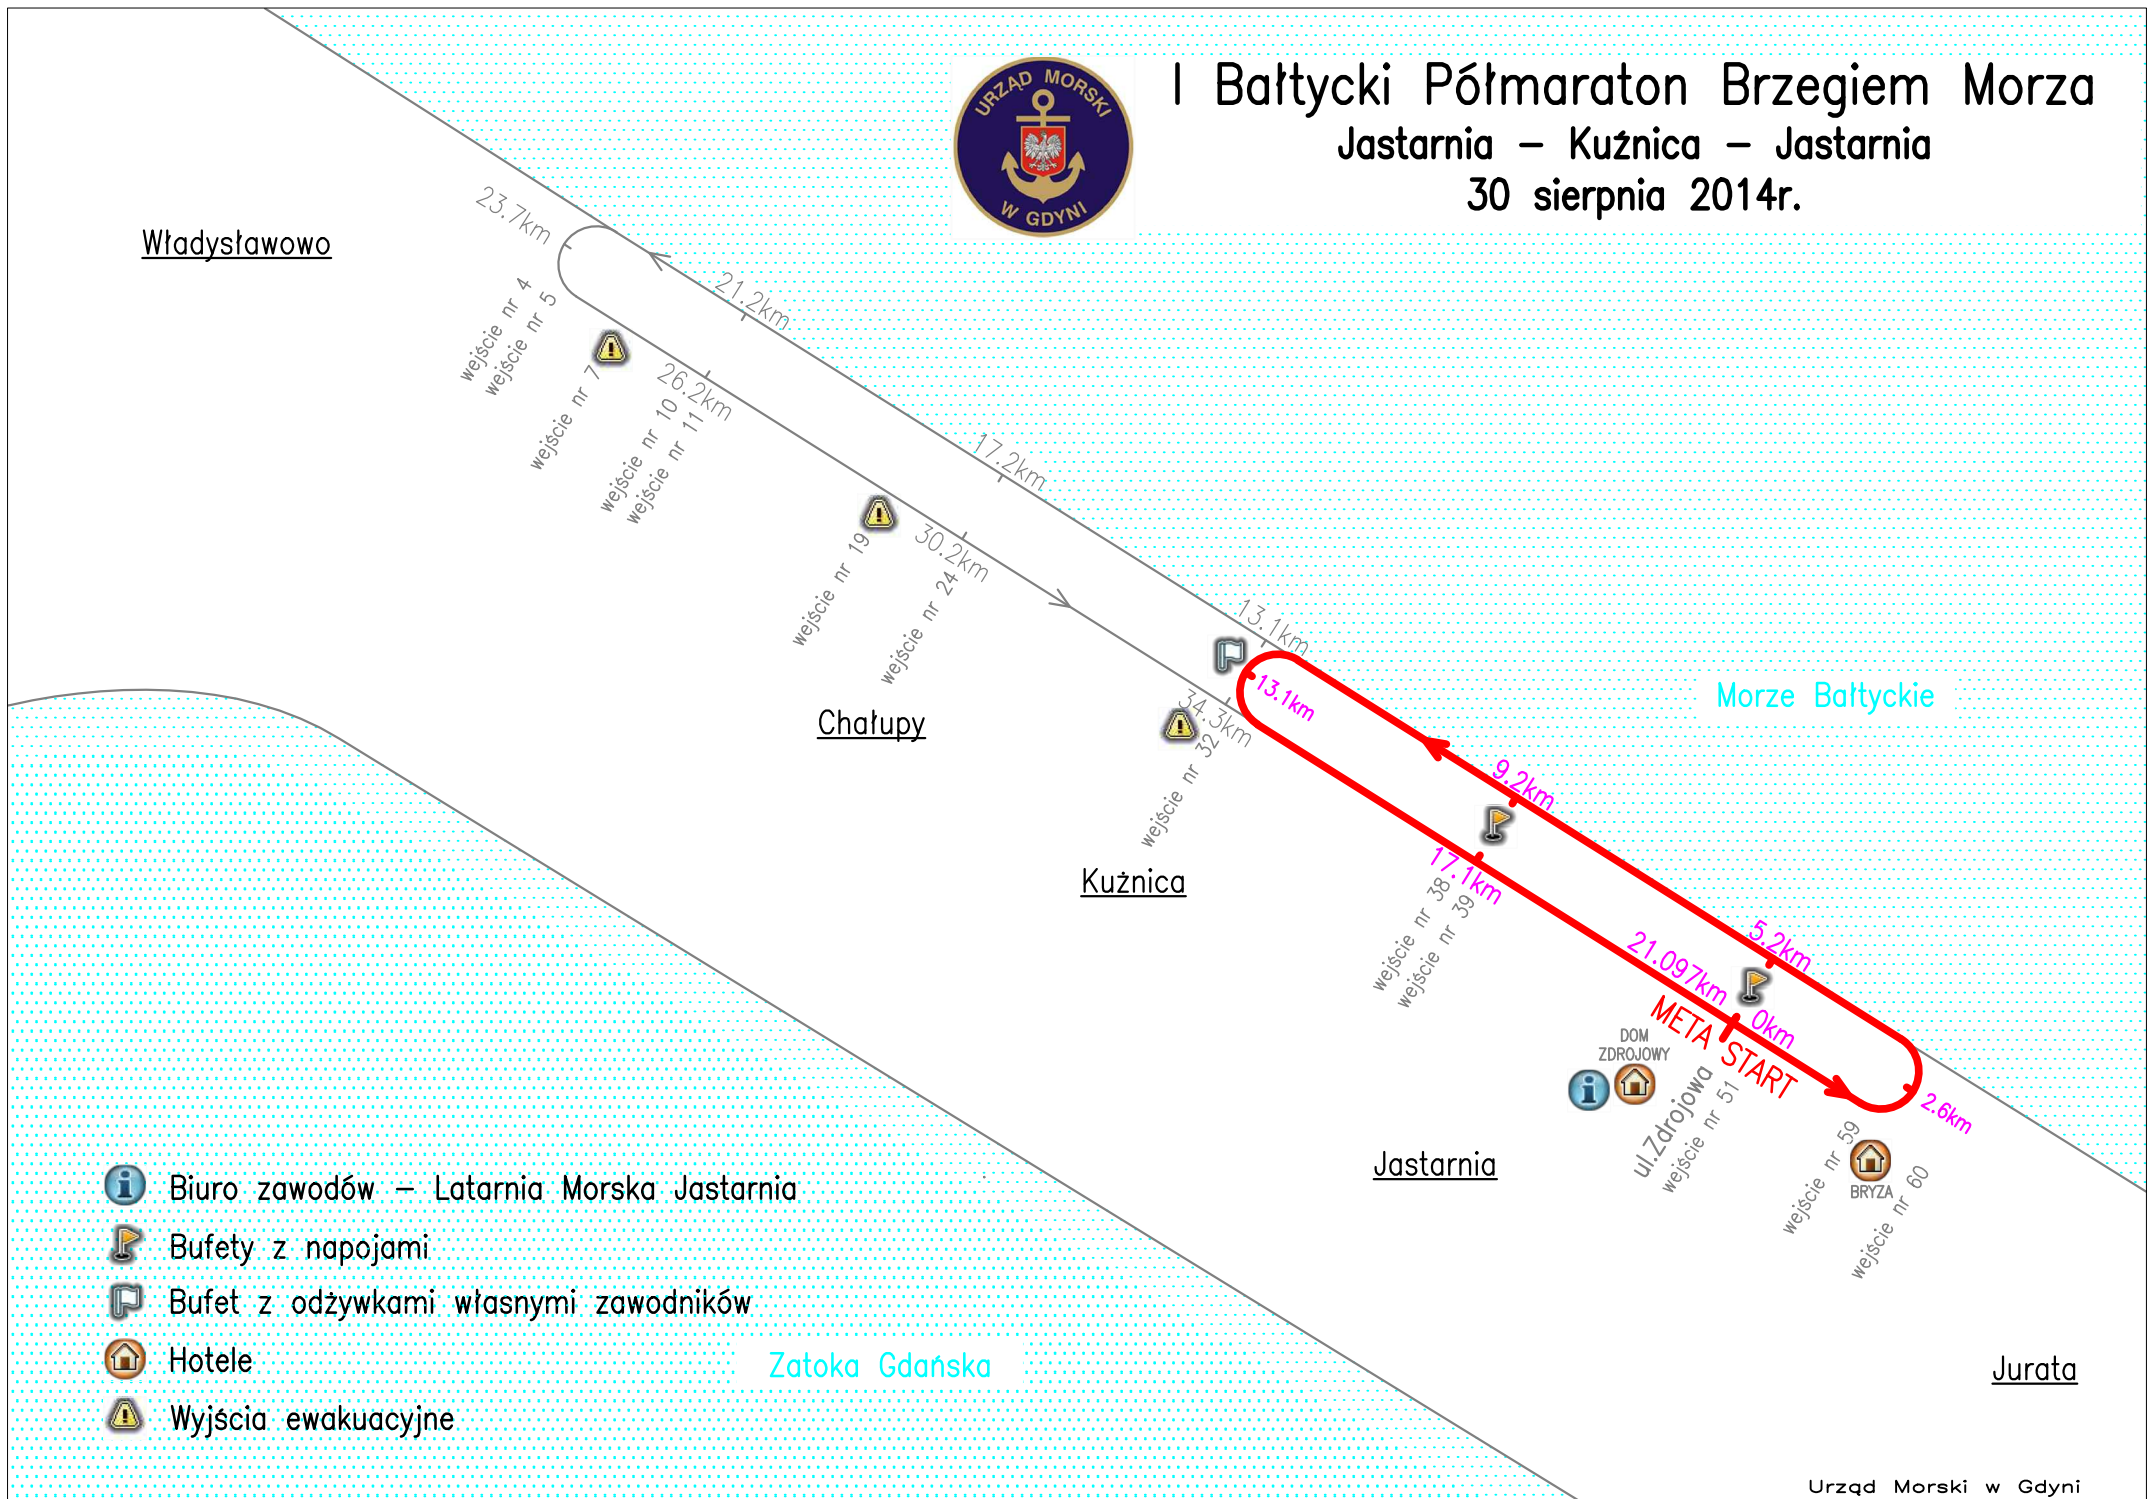 I Bałtycki Półmaraton Brzegiem Morza
Jastarnia – Kuźnica – Jastarnia
30 sierpnia 2014r.
URZĄD MORSKI
W GDYNI
Władysławowo
23.7km
21.2km
wejście nr 4
wejście nr 5
wejście nr 7
26.2km
wejście nr 10
wejście nr 11
17.2km
wejście nr 19
30.2km
wejście nr 24
13.1km
13.1km
34.3km
wejście nr 32
Morze Bałtyckie
Chałupy
Kużnica
9.2km
17.1km
wejście nr 38
wejście nr 39
5.2km
21.097km
0km
META
START
DOM
ZDROJOWY
ul.Zdrojowa
wejście nr 51
2.6km
wejście nr 59
BRYZA
wejście nr 60
Jastarnia
Jurata
Biuro zawodów – Latarnia Morska Jastarnia
Bufety z napojami
Bufet z odżywkami własnymi zawodników
Hotele
Wyjścia ewakuacyjne
Zatoka Gdańska
Urząd Morski w Gdyni